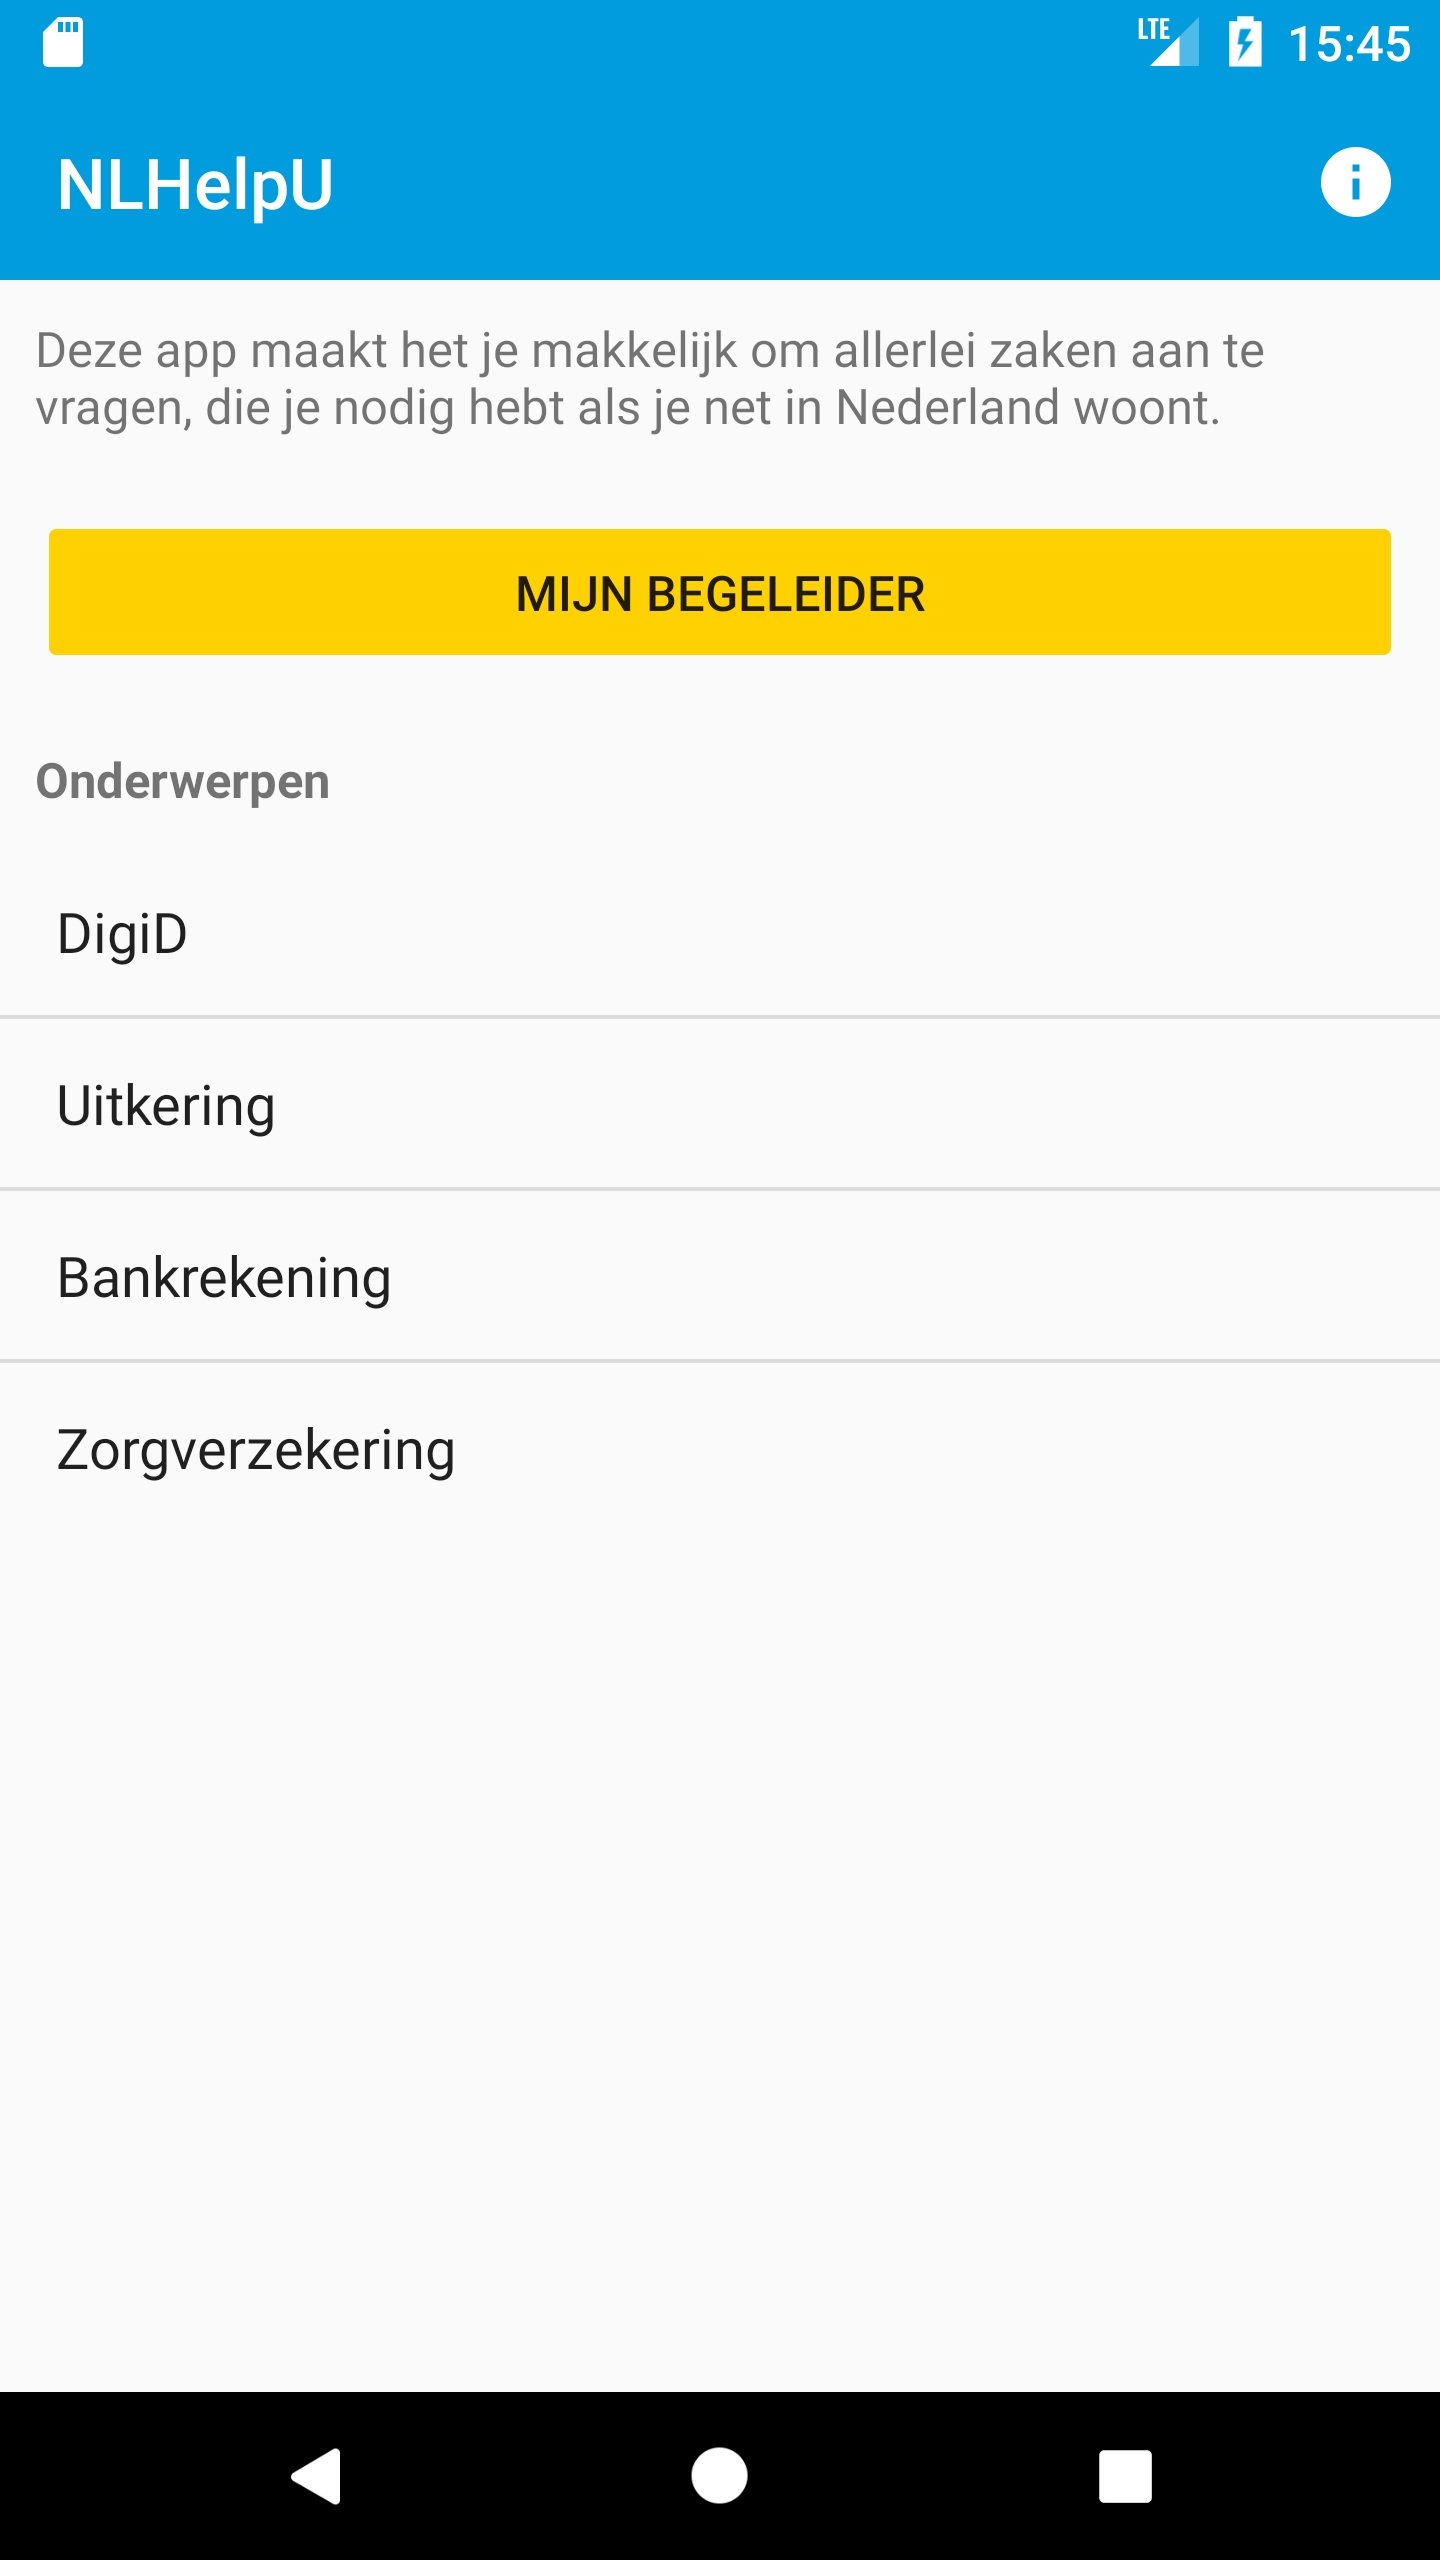 LTE 15:45
NLHelpU
Deze app maakt het je makkelijk om allerlei zaken aan te
vragen, die je nodig hebt als je net in Nederland woont.
MIJN BEGELEIDER
Onderwerpen
DigiD
Uitkering
Bankrekening
Zorgverzekering